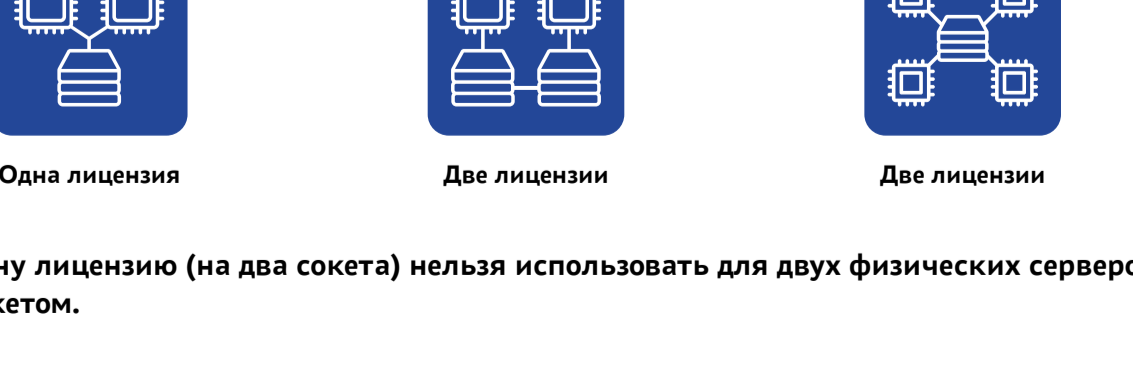 Одна лицензия
Две лицензии
Две лицензии
ну лицензию (на два сокета) нельзя использовать для двух физических серверо
кетом.